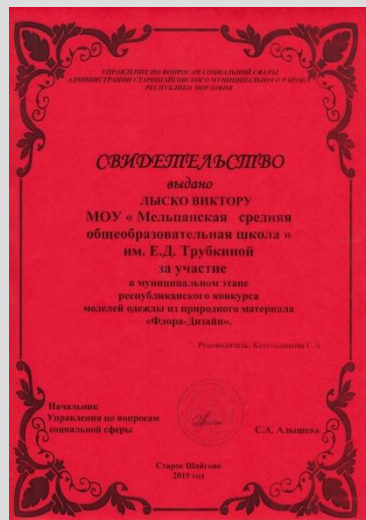 УПРАВЛЕНИЕ ПО ВОПРОСАМ СОЦИАЛЬНОЙ СФЕРЫ
АДМИНИСТРАЦИИ СТАРОШАЙГОВСКОГО МУНИЦИПАЛЬНОГО РАЙОНА
РЕСПУБЛИКИ МОРДОВИЯ
СВИДЕТЕЛЬСТВО
выдано
ЛЫСКО ВИКТОРУ
МОУ « Мельцанская средняя
общеобразовательная школа »
им. Е.Д. Трубкиной
за участие
в муниципальном этапе
республиканского конкурса
моделей одежды из природного материала
«Флора-Дизайн».
Руководитель: С.А.
Начальник
Управления по вопросам
социальной сферы
С.А. Алышева
Старое Шайгово
2019 год